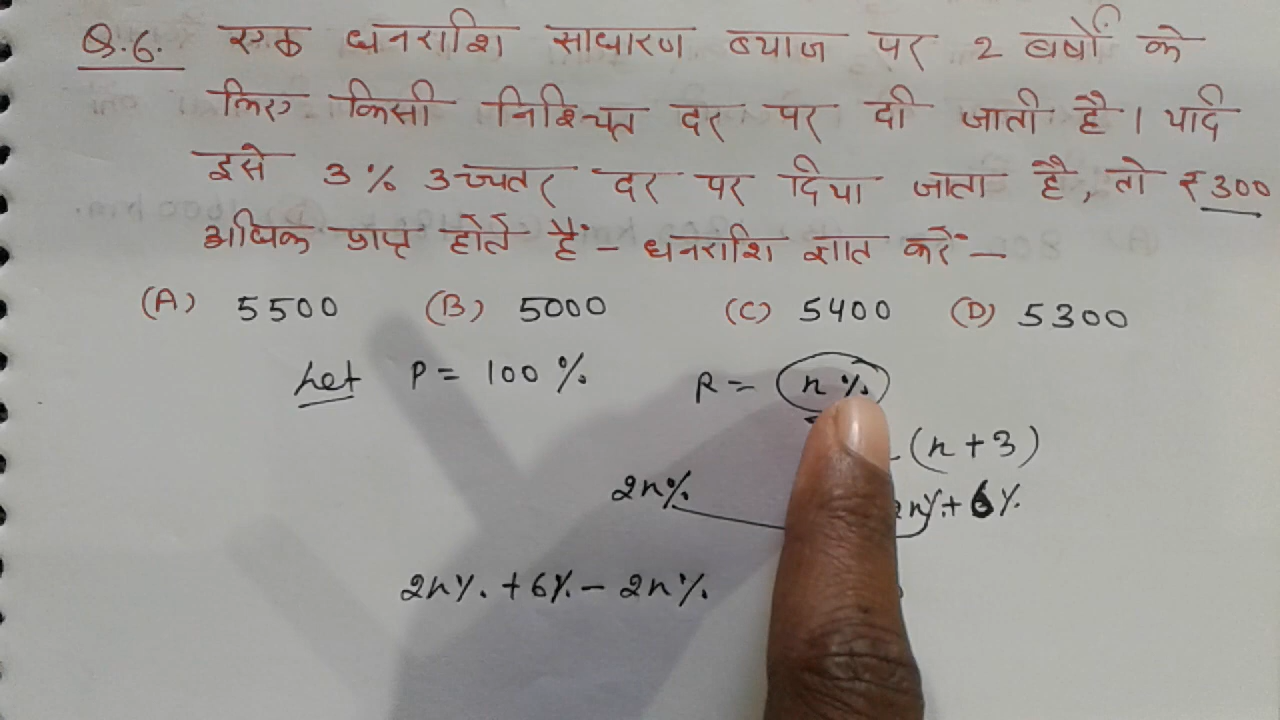 Q.6. एक धनराशि साधारण ब्याज पर 2 वर्षों के
लिए किसी निश्चित दर पर दी जाती है। यदि
इसे 3% उच्चतर दर पर दिया जाता है, तो ₹300
अधिक प्राप्त होते हैं- धनराशि ज्ञात करें-
(A) 5500 (B) 5000 (C) 5400 (D) 5300
Let P = 100% R = n%
(n+3)
2n% n%+6%
2n%+6%-2n%